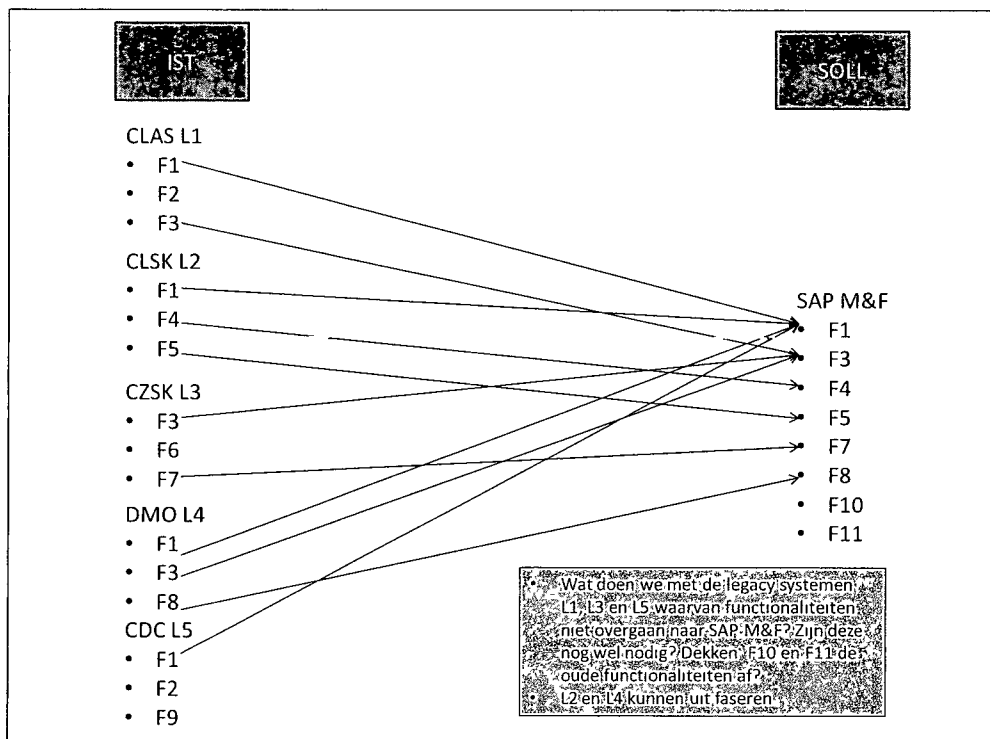 IST
SOLL
CLAS L1
• F1
• F2
• F3
CLSK L2
• F1
• F4
• F5
CZSK L3
• F3
• F6
• F7
DMO L4
• F1
• F3
• F8
CDC L5
• F1
• F2
• F9
SAP M&F
• F1
• F3
• F4
• F5
• F7
• F8
• F10
• F11
• Wat doen we met de legacy systemen
L1, L3 en L5 waarvan functionaliteiten
niet overgaan naar SAP M&F? Zijn deze
nog wel nodig? Dekken F10 en F11 de
oude functionaliteiten af?
• L2 en L4 kunnen uit faseren